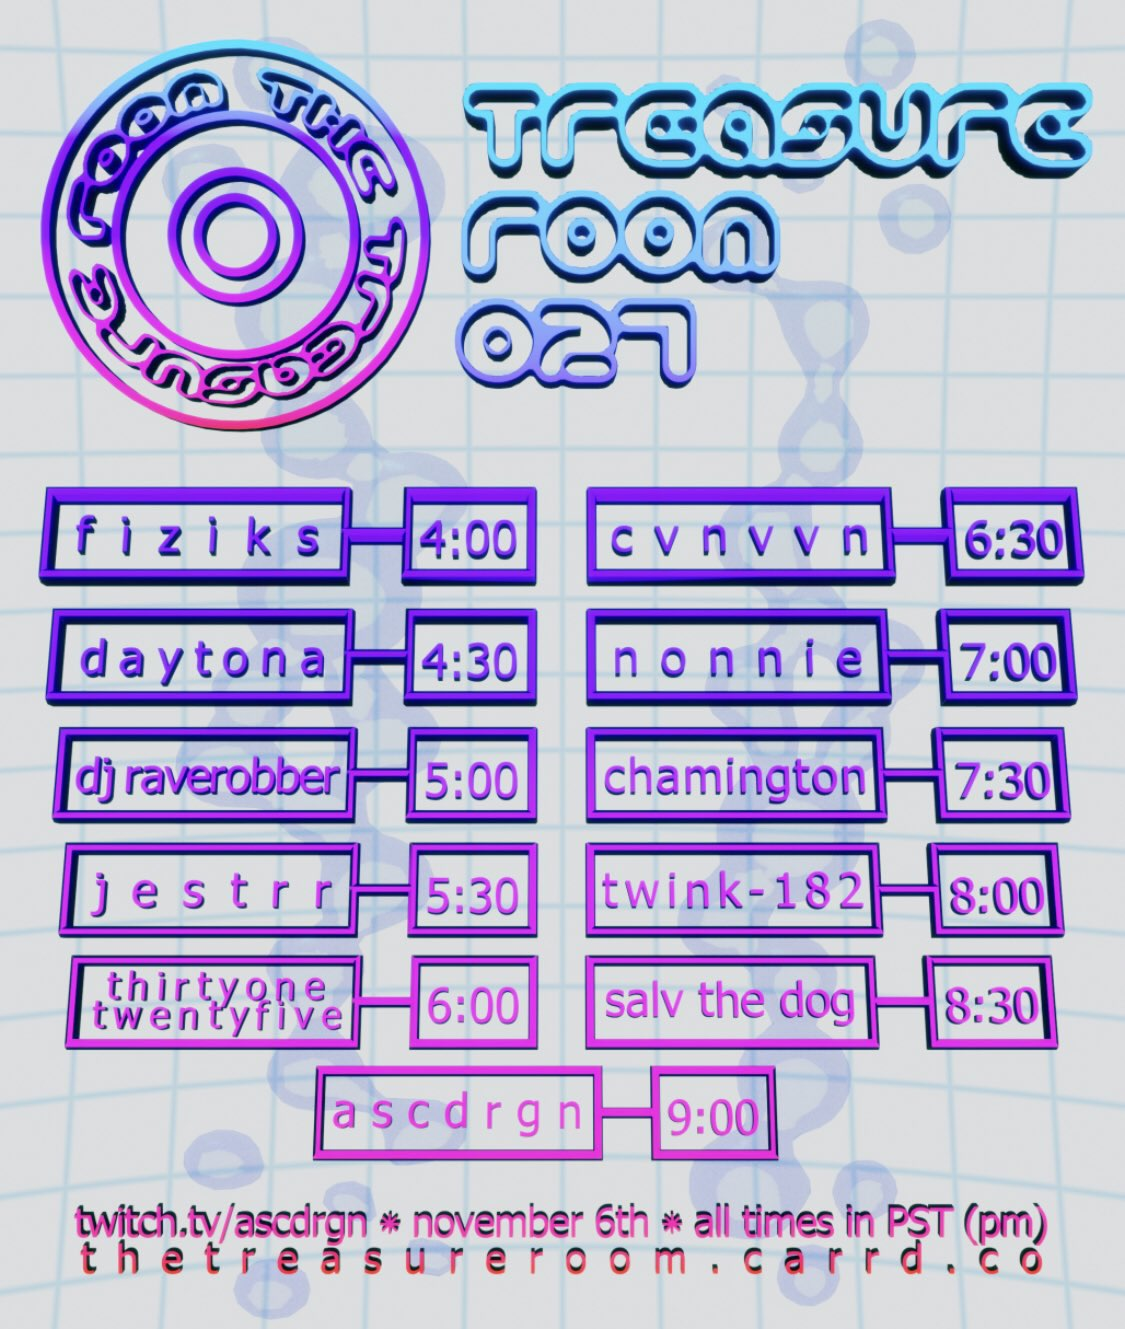 THE TREASURE ROOM
TREASURE
ROOM
027
fiziks 4:00
daytona 4:30
dj raverobber 5:00
jestrr 5:30
thirtyone
twentyfive 6:00
cvnvvn 6:30
nonnie 7:00
chamington 7:30
twink-182 8:00
salv the dog 8:30
ascdrgn 9:00
twitch.tv/ascdrgn * november 6th * all times in PST (pm)
thetreasureroom.carrd.co